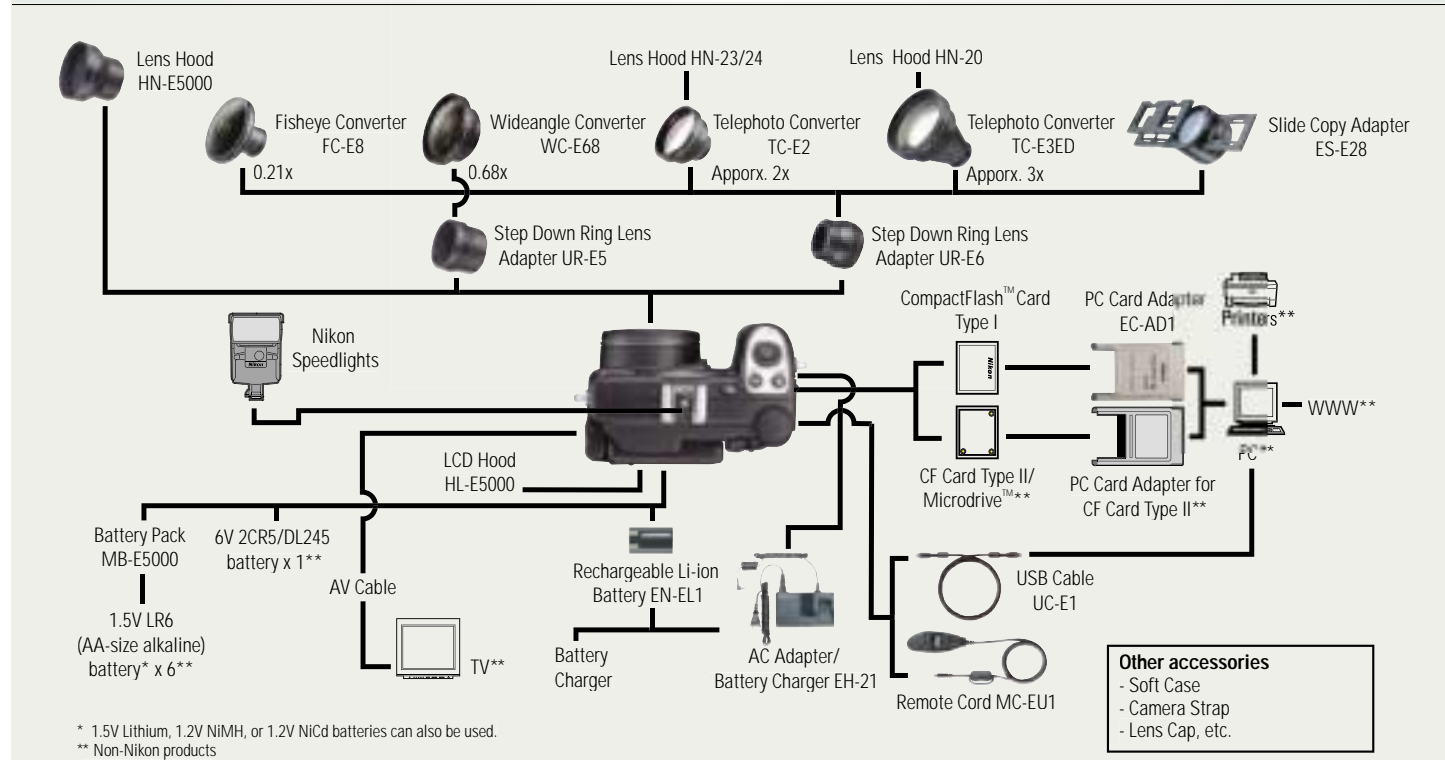 Lens Hood
HN-E5000
Lens Hood HN-23/24
Lens Hood HN-20
Fisheye Converter
FC-E8
0.21x
Wideangle Converter
WC-E68
0.68x
Telephoto Converter
TC-E2
Apporx. 2x
Telephoto Converter
TC-E3ED
Apporx. 3x
Slide Copy Adapter
ES-E28
Step Down Ring Lens
Adapter UR-E5
Step Down Ring Lens
Adapter UR-E6
Nikon
Speedlights
Nikon
CompactFlash™ Card
Type I
Nikon
PC Card Adapter
EC-AD1
Printers**
WWW**
PC**
CF Card Type II/
Microdrive™**
PC Card Adapter for
CF Card Type II**
LCD Hood
HL-E5000
Battery Pack
MB-E5000
6V 2CR5/DL245
battery x 1**
1.5V LR6
(AA-size alkaline)
battery* x 6**
AV Cable
TV**
Rechargeable Li-ion
Battery EN-EL1
Battery
Charger
AC Adapter/
Battery Charger EH-21
USB Cable
UC-E1
Remote Cord MC-EU1
Other accessories
- Soft Case
- Camera Strap
- Lens Cap, etc.
* 1.5V Lithium, 1.2V NiMH, or 1.2V NiCd batteries can also be used.
** Non-Nikon products